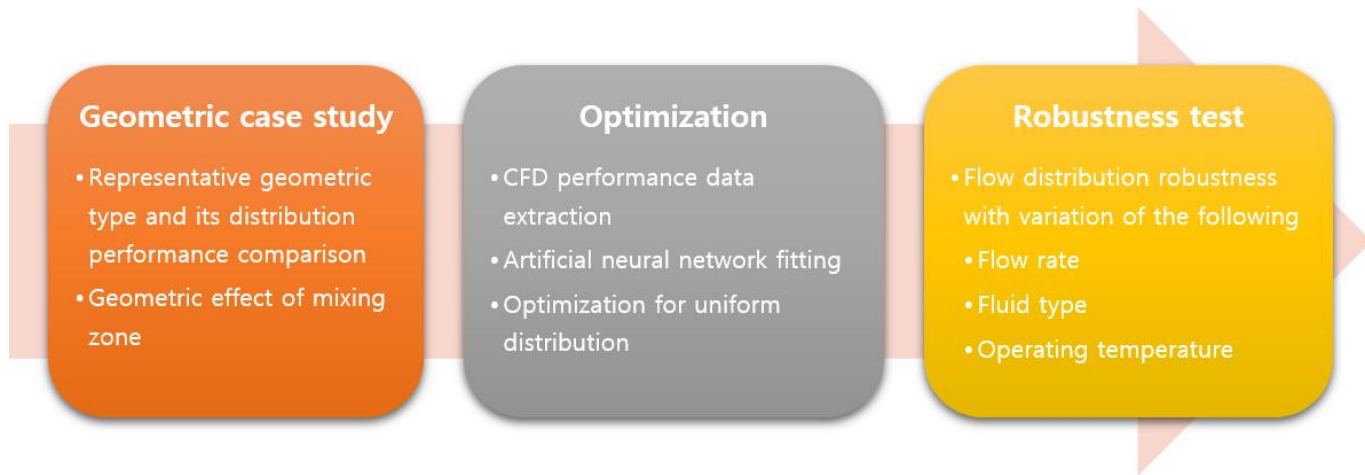 Geometric case study
• Representative geometric
type and its distribution
performance comparison
• Geometric effect of mixing
zone
Optimization
• CFD performance data
extraction
• Artificial neural network fitting
• Optimization for uniform
distribution
Robustness test
• Flow distribution robustness
with variation of the following
• Flow rate
• Fluid type
• Operating temperature